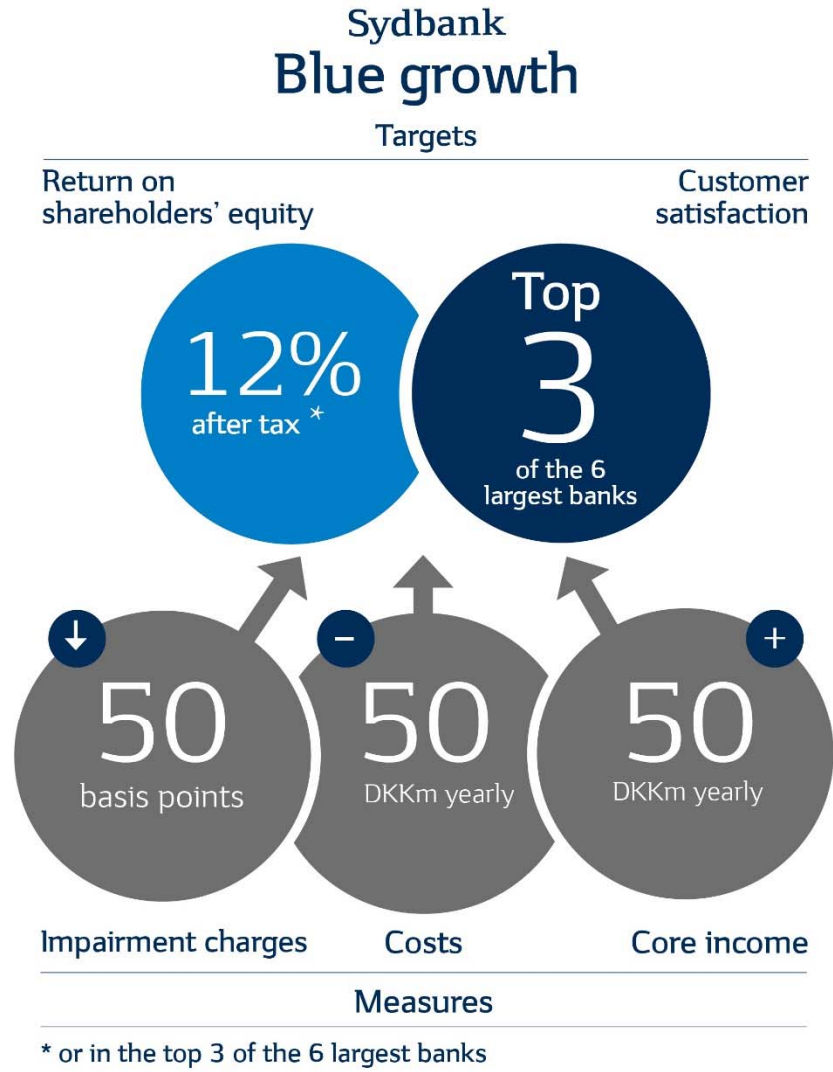 Sydbank
Blue growth
Targets
Return on
shareholders' equity
Customer
satisfaction
12%
after tax *
Top
3
of the 6
largest banks
↓
50
basis points
−
50
DKKm yearly
+
50
DKKm yearly
Impairment charges
Costs
Core income
Measures
* or in the top 3 of the 6 largest banks